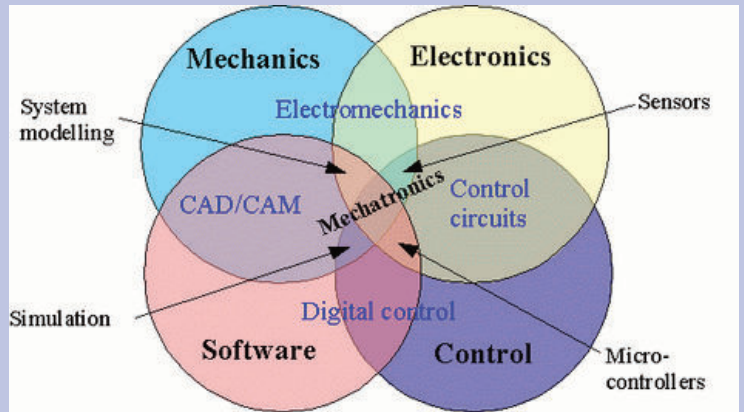 Mechanics
Electronics
System
modelling
Electromechanics
Sensors
CAD/CAM
Mechatronics
Control
circuits
Simulation
Digital control
Software
Control
Micro-
controllers